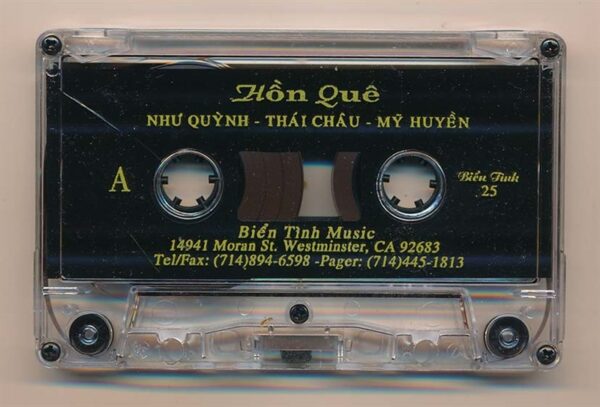 Hồn Quê
NHƯ QUỲNH - THÁI CHÂU - MỸ HUYỀN
A
Biển Tình
25
Biển Tình Music
14941 Moran St. Westminster, CA 92683
Tel/Fax: (714)894-6598 -Pager: (714)445-1813